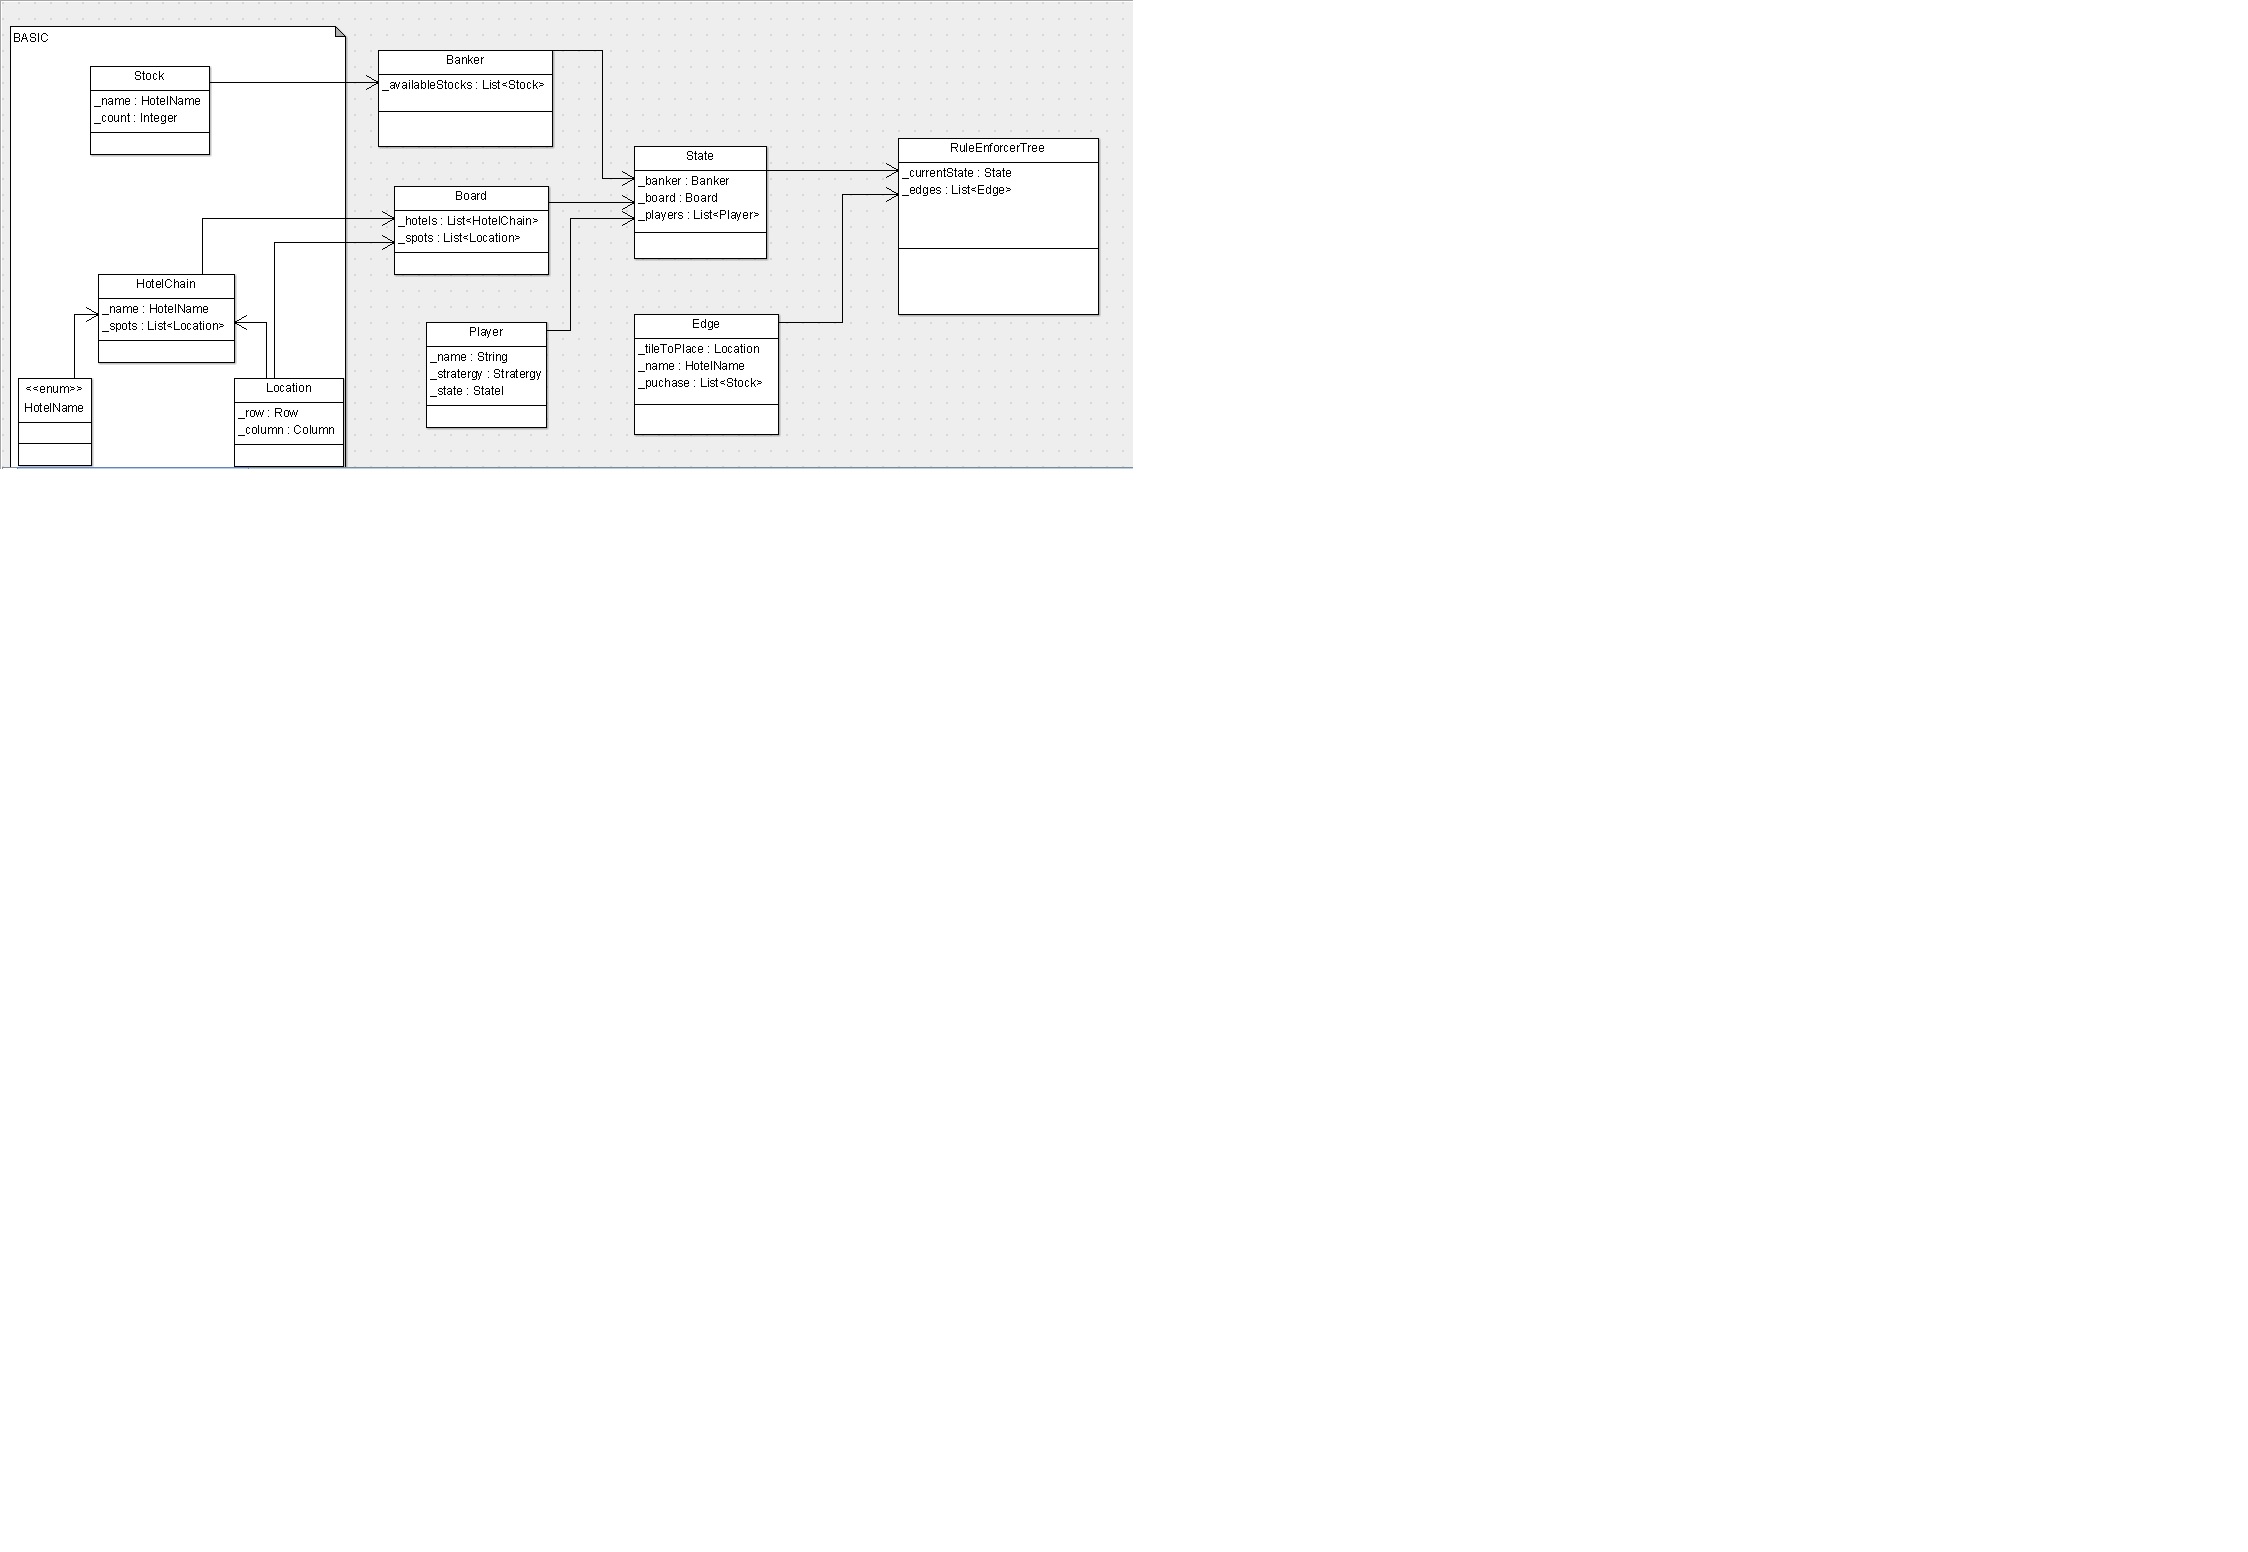 BASIC
Stock
_name : HotelName
_count : Integer
Banker
_availableStocks : List<Stock>
State
_banker : Banker
_board : Board
_players : List<Player>
RuleEnforcerTree
_currentState : State
_edges : List<Edge>
Board
_hotels : List<HotelChain>
_spots : List<Location>
HotelChain
_name : HotelName
_spots : List<Location>
Player
_name : String
_stratergy : Stratergy
_state : StateI
Edge
_tileToPlace : Location
_name : HotelName
_puchase : List<Stock>
<<enum>>
HotelName
Location
_row : Row
_column : Column